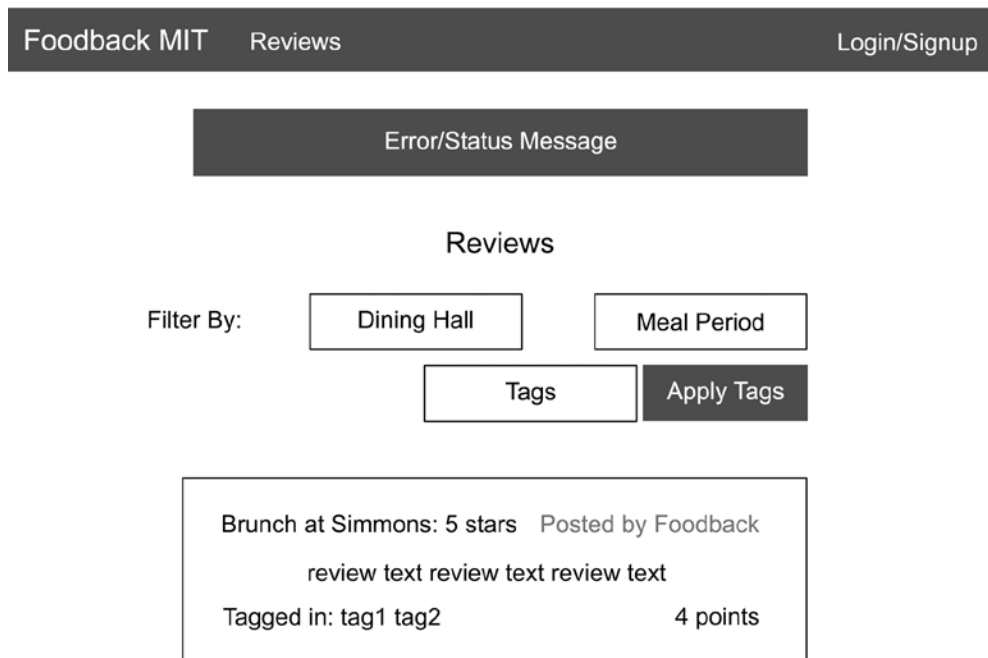 Foodback MIT Reviews Login/Signup
Error/Status Message
Reviews
Filter By: Dining Hall Meal Period
Tags Apply Tags
Brunch at Simmons: 5 stars Posted by Foodback
review text review text review text
Tagged in: tag1 tag2 4 points